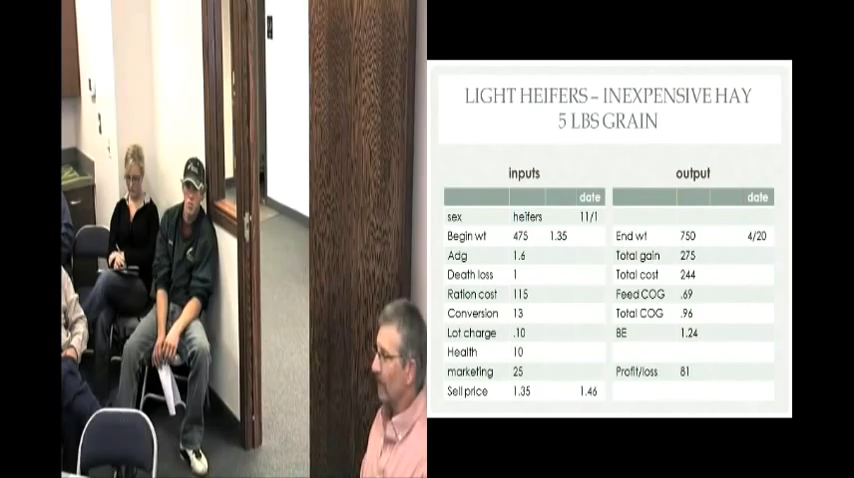 LIGHT HEIFERS – INEXPENSIVE HAY
5 LBS GRAIN
inputs output
date date
sex heifers 11/1
Begin wt 475 1.35 End wt 750 4/20
Adg 1.6 Total gain 275
Death loss 1 Total cost 244
Ration cost 115 Feed COG .69
Conversion 13 Total COG .96
Lot charge .10 BE 1.24
Health 10
marketing 25 Profit/loss 81
Sell price 1.35 1.46